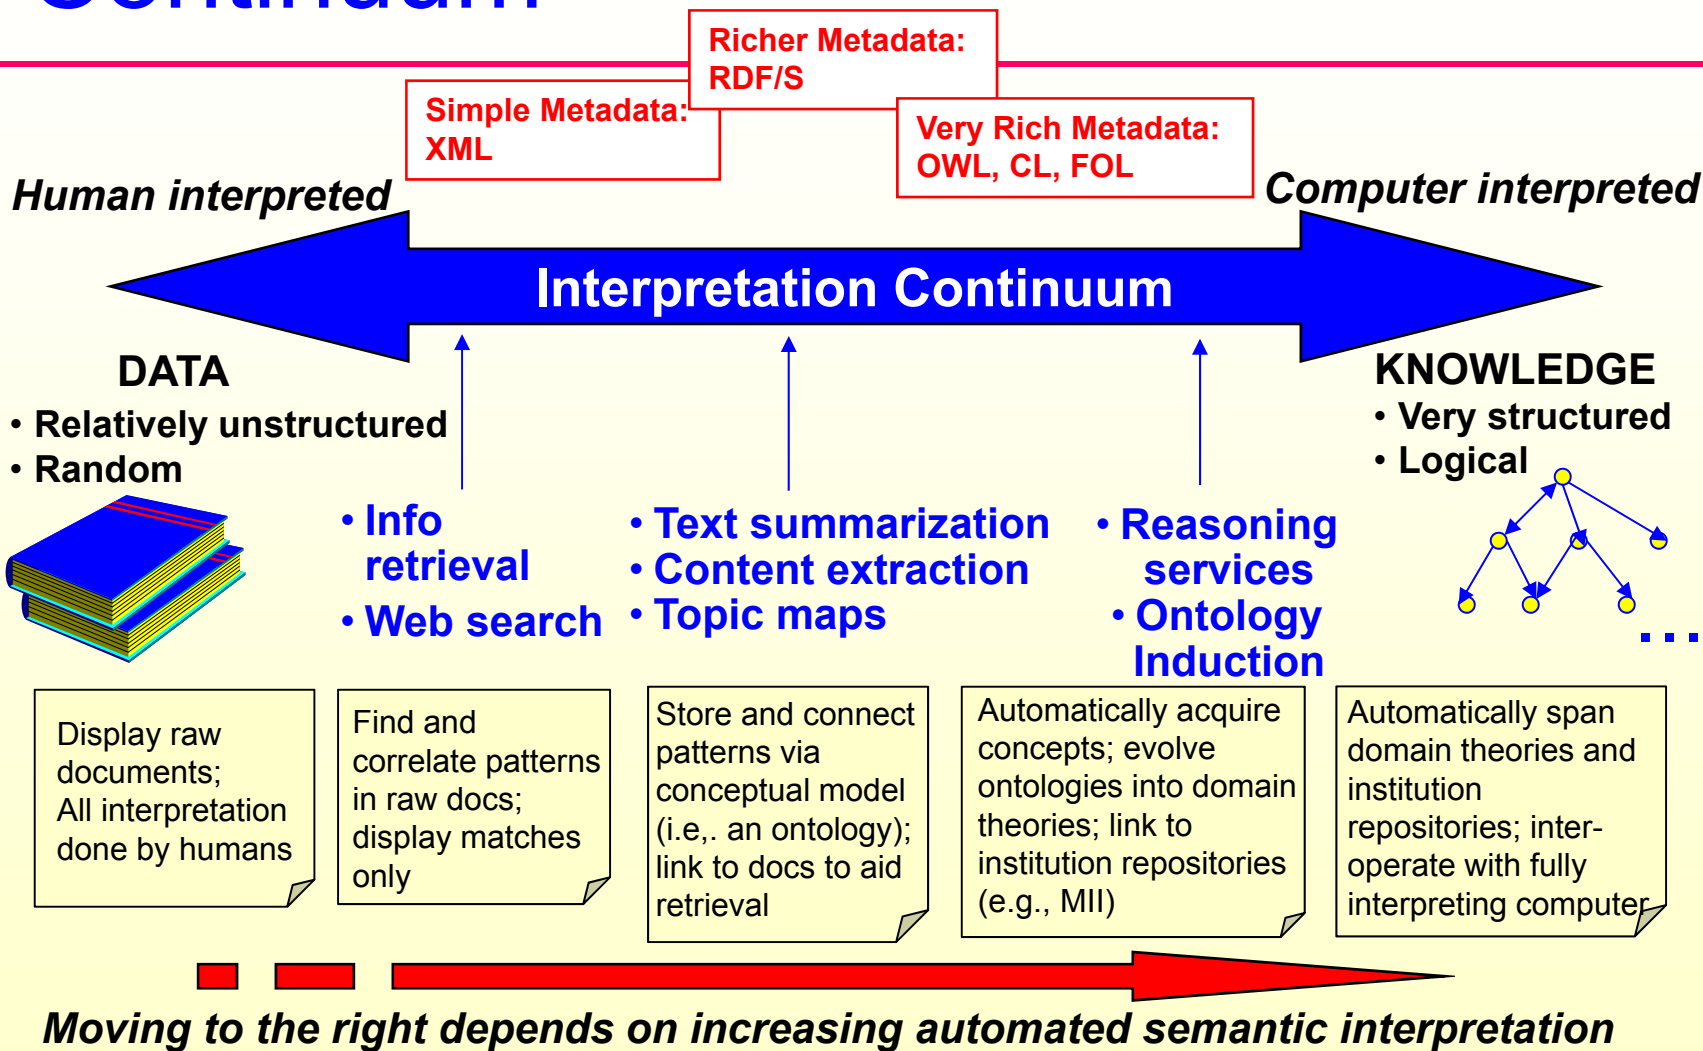 Continuum
Richer Metadata:
RDF/S
Simple Metadata:
XML
Very Rich Metadata:
OWL, CL, FOL
Human interpreted
Computer interpreted
Interpretation Continuum
DATA
• Relatively unstructured
• Random
KNOWLEDGE
• Very structured
• Logical
• Info
retrieval
• Web search
• Text summarization
• Content extraction
• Topic maps
• Reasoning
services
• Ontology
Induction
...
Display raw
documents;
All interpretation
done by humans
Find and
correlate patterns
in raw docs;
display matches
only
Store and connect
patterns via
conceptual model
(i.e,. an ontology);
link to docs to aid
retrieval
Automatically acquire
concepts; evolve
ontologies into domain
theories; link to
institution repositories
(e.g., MII)
Automatically span
domain theories and
institution
repositories; inter-
operate with fully
interpreting computer
Moving to the right depends on increasing automated semantic interpretation